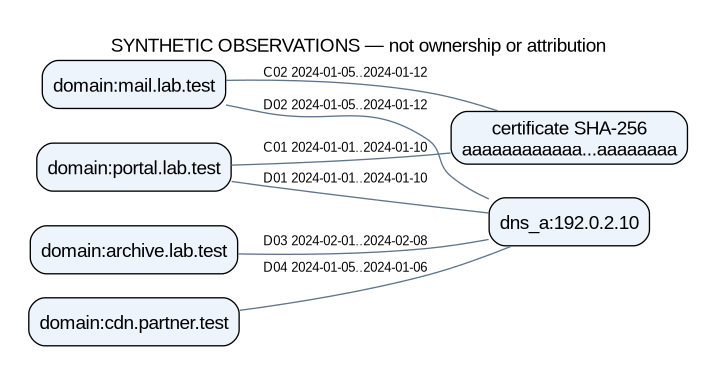 SYNTHETIC OBSERVATIONS — not ownership or attribution
domain:mail.lab.test
C02 2024-01-05..2024-01-12
D02 2024-01-05..2024-01-12
certificate SHA-256
aaaaaaaaaaaa...aaaaaaaa
domain:portal.lab.test
C01 2024-01-01..2024-01-10
D01 2024-01-01..2024-01-10
dns_a:192.0.2.10
domain:archive.lab.test
D03 2024-02-01..2024-02-08
D04 2024-01-05..2024-01-06
domain:cdn.partner.test